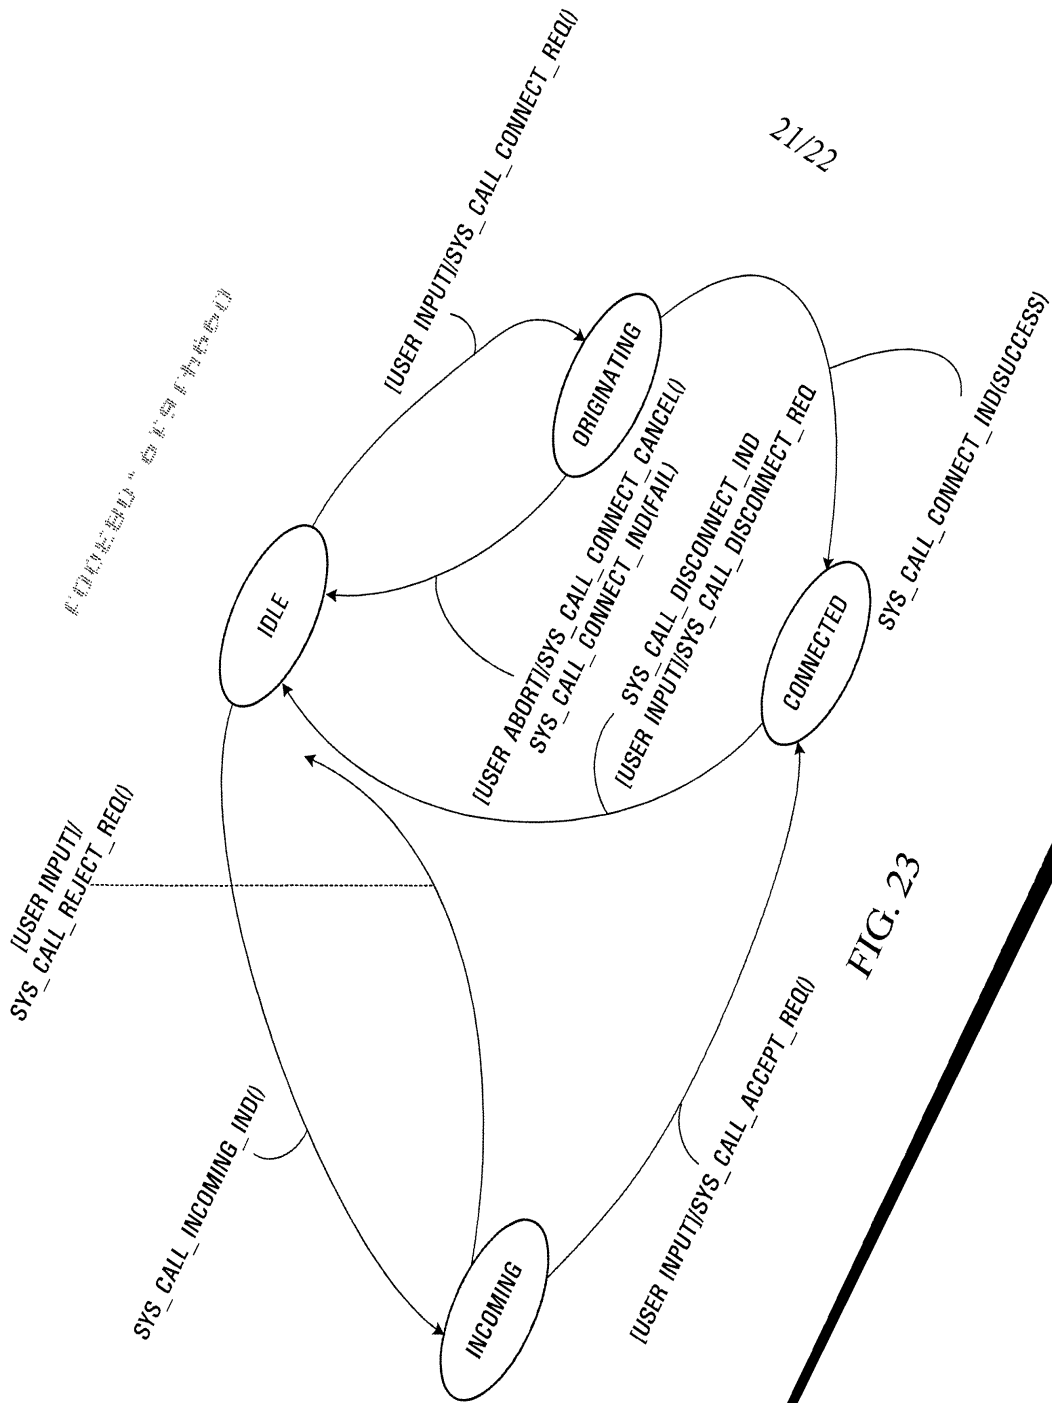 21/22
[USER INPUT]/SYS_CALL_CONNECT_REQ()
ORIGINATING
IDLE
[USER ABORT]/SYS_CALL_CONNECT_CANCEL()
SYS_CALL_CONNECT_IND(FAIL)
SYS_CALL_DISCONNECT_IND
[USER INPUT]/SYS_CALL_DISCONNECT_REQ
SYS_CALL_CONNECT_IND(SUCCESS)
CONNECTED
[USER INPUT]/
SYS_CALL_REJECT_REQ()
SYS_CALL_INCOMING_IND()
INCOMING
[USER INPUT]/SYS_CALL_ACCEPT_REQ()
FIG. 23